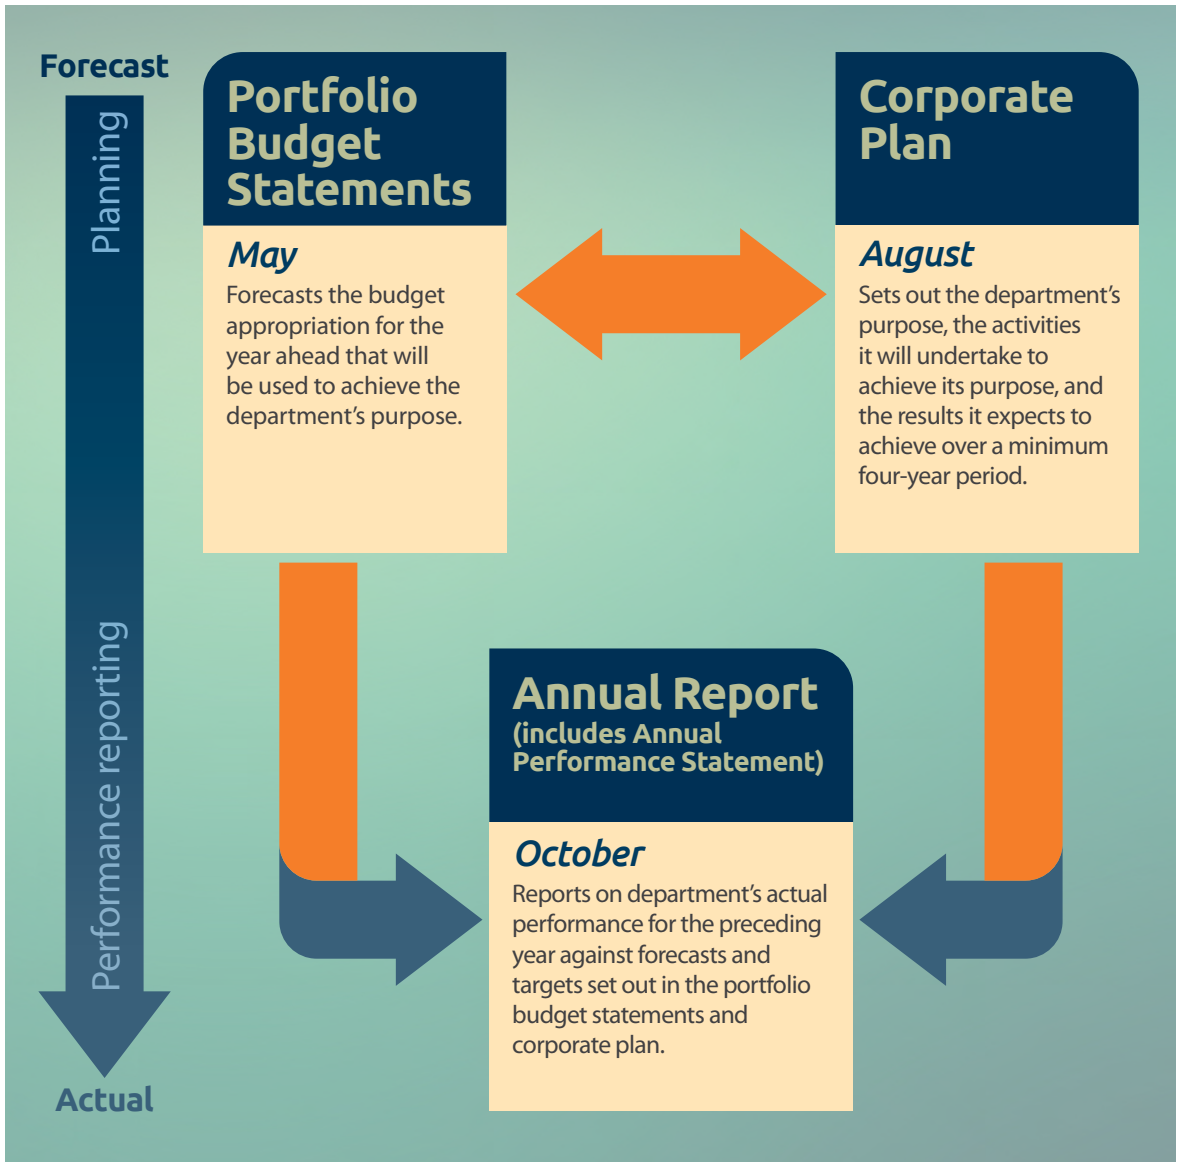 Forecast
Planning
Performance reporting
Actual
Portfolio
Budget
Statements
May
Forecasts the budget
appropriation for the
year ahead that will
be used to achieve the
department’s purpose.
Corporate
Plan
August
Sets out the department’s
purpose, the activities
it will undertake to
achieve its purpose, and
the results it expects to
achieve over a minimum
four-year period.
Annual Report
(includes Annual
Performance Statement)
October
Reports on department’s actual
performance for the preceding
year against forecasts and
targets set out in the portfolio
budget statements and
corporate plan.